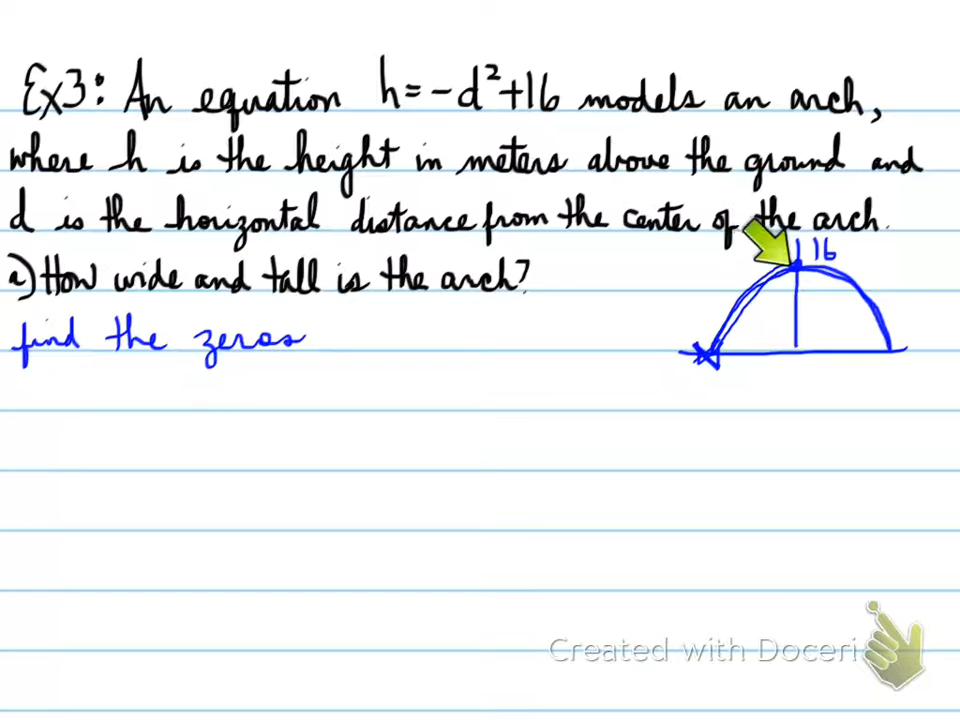 Ex3: An equation h = -d²+16 models an arch,
where h is the height in meters above the ground and
d is the horizontal distance from the center of the arch.
a) How wide and tall is the arch?
16
find the zeros
Created with Doceri